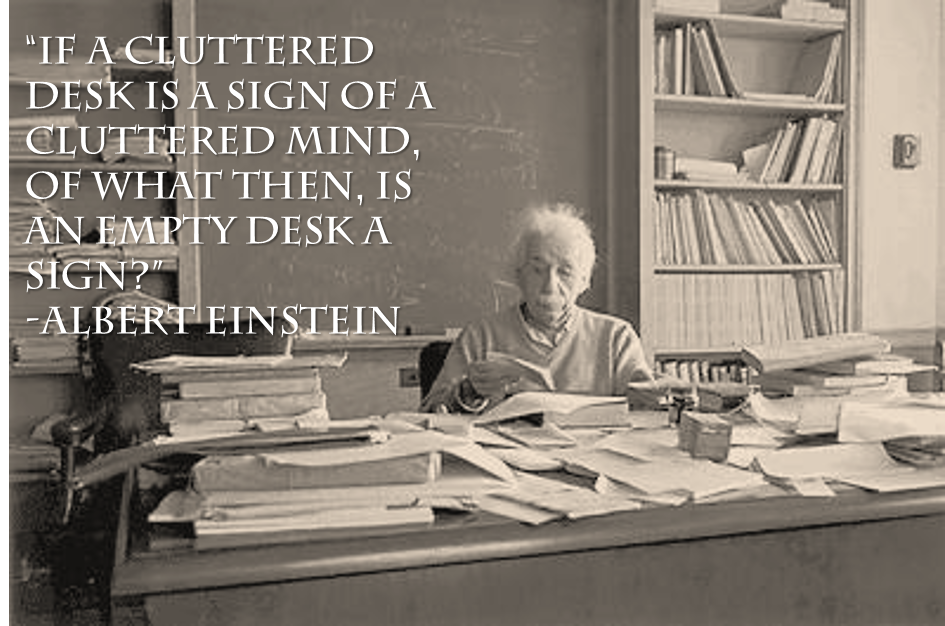 “IF A CLUTTERED
DESK IS A SIGN OF A
CLUTTERED MIND,
OF WHAT THEN, IS
AN EMPTY DESK A
SIGN?”
-ALBERT EINSTEIN